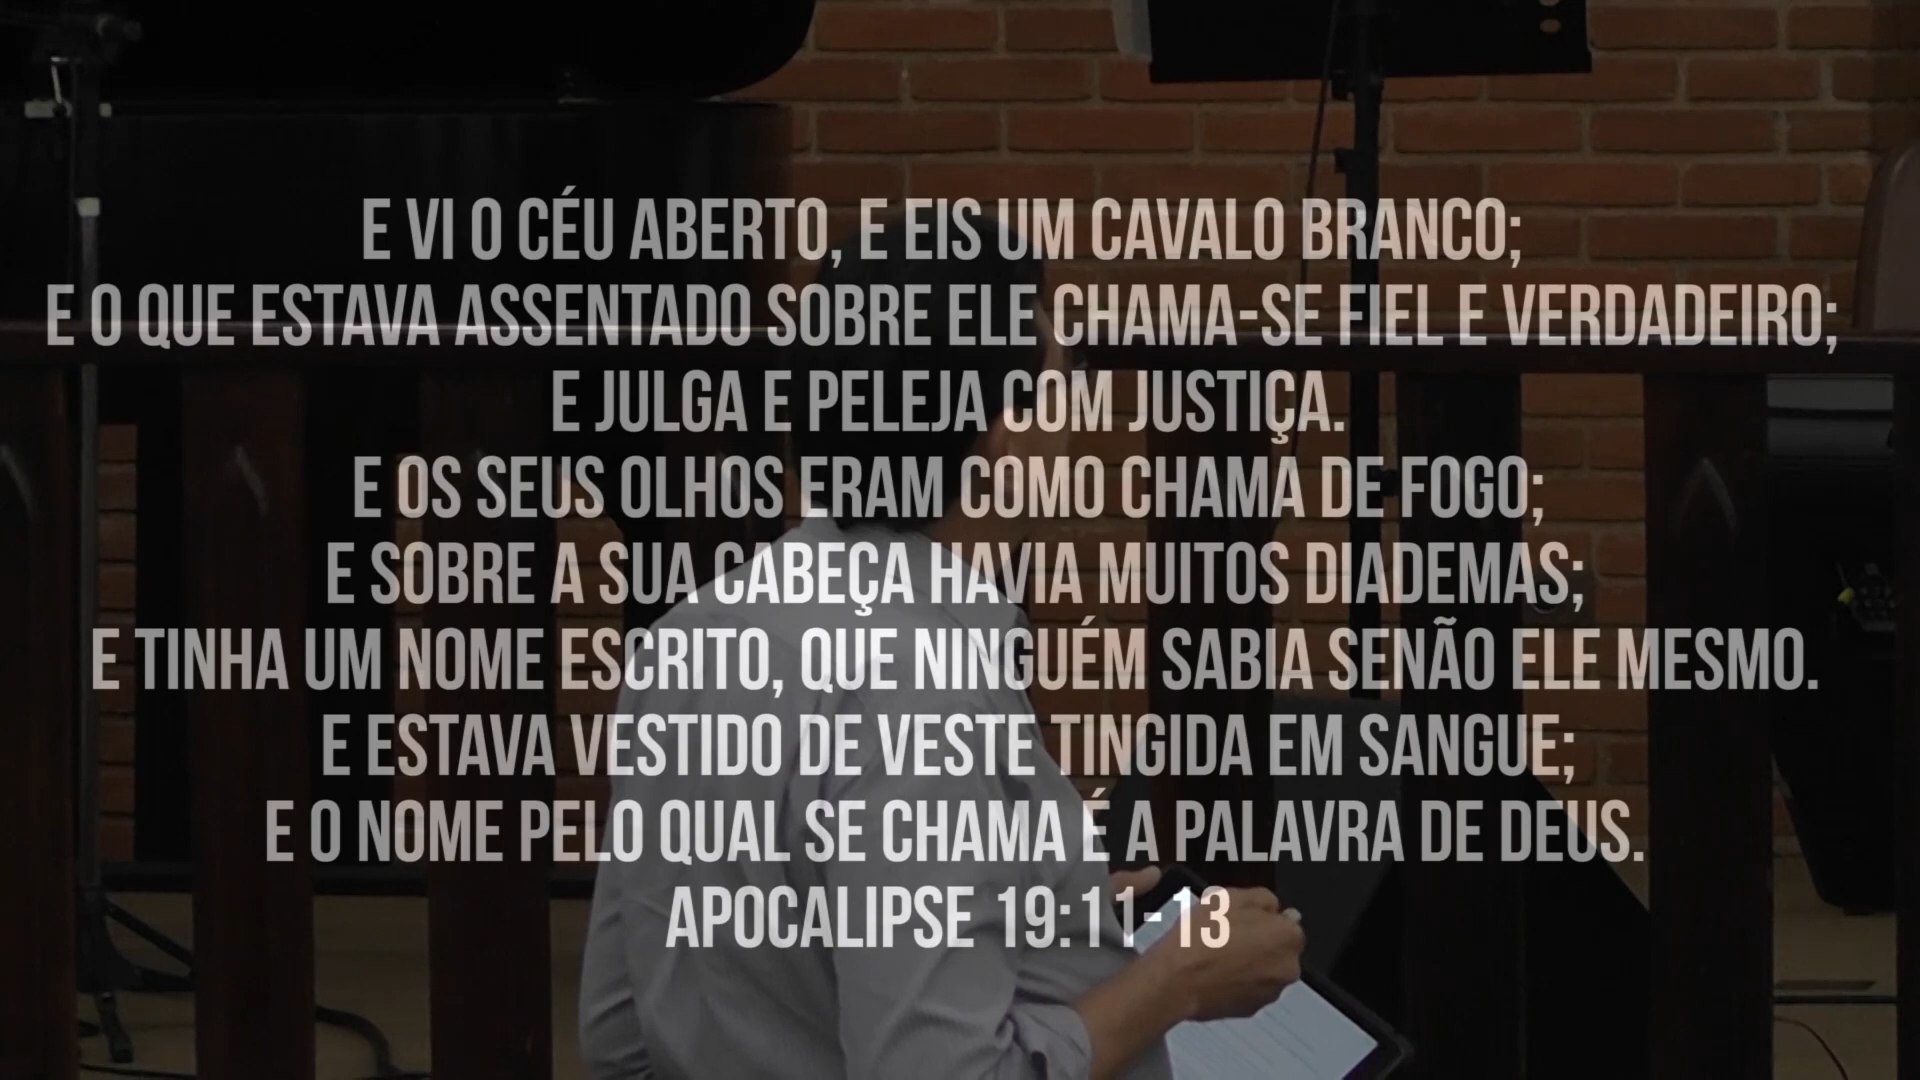 E VI O CÉU ABERTO, E EIS UM CAVALO BRANCO;
E O QUE ESTAVA ASSENTADO SOBRE ELE CHAMA-SE FIEL E VERDADEIRO;
E JULGA E PELEJA COM JUSTIÇA.
E OS SEUS OLHOS ERAM COMO CHAMA DE FOGO;
E SOBRE A SUA CABEÇA HAVIA MUITOS DIADEMAS;
E TINHA UM NOME ESCRITO, QUE NINGUÉM SABIA SENÃO ELE MESMO.
E ESTAVA VESTIDO DE VESTE TINGIDA EM SANGUE;
E O NOME PELO QUAL SE CHAMA É A PALAVRA DE DEUS.
APOCALIPSE 19:11-13